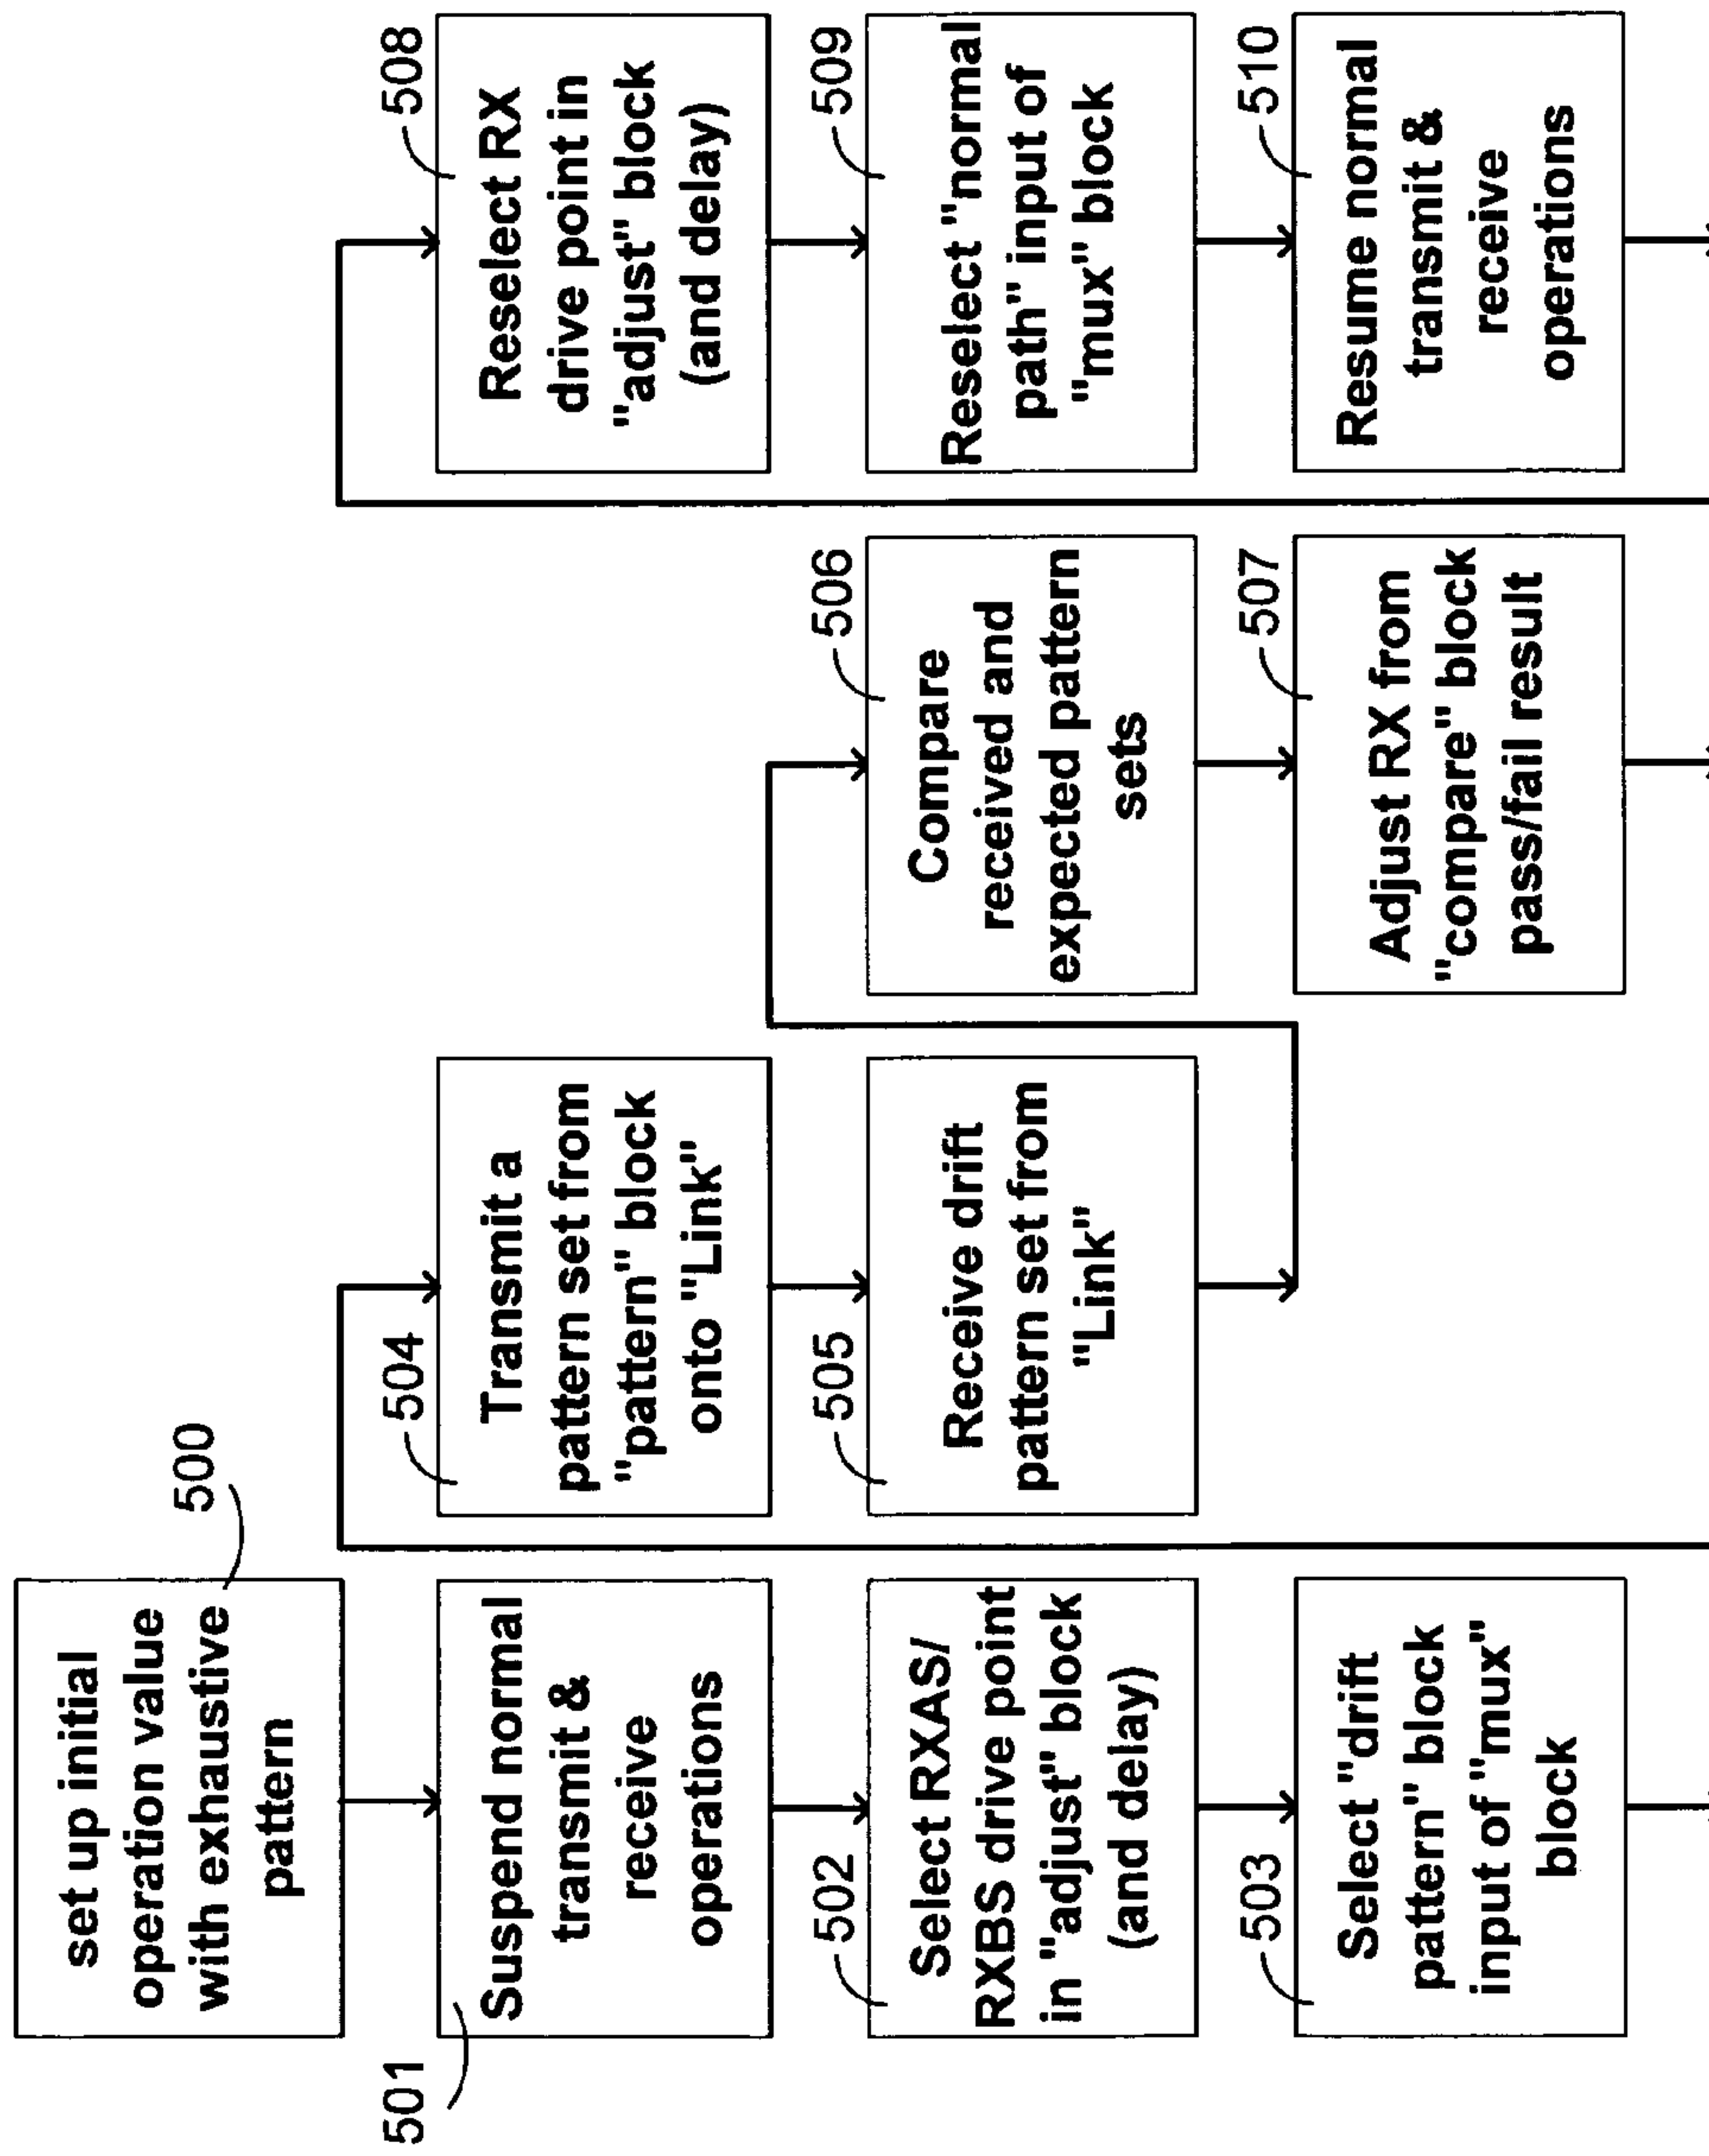 500
set up initial
operation value
with exhaustive
pattern
501
Suspend normal
transmit &
receive
operations
502
Select RXAS/
RXBS drive point
in "adjust" block
(and delay)
503
Select "drift
pattern" block
input of "mux"
block
504
Transmit a
pattern set from
"pattern" block
onto "Link"
505
Receive drift
pattern set from
"Link"
506
Compare
received and
expected pattern
sets
507
Adjust RX from
"compare" block
pass/fail result
508
Reselect RX
drive point in
"adjust" block
(and delay)
509
Reselect "normal
path" input of
"mux" block
510
Resume normal
transmit &
receive
operations